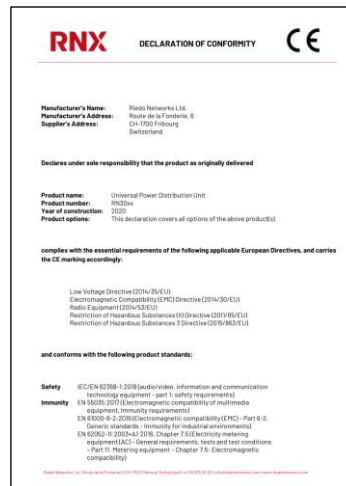 RNX
DECLARATION OF CONFORMITY
CE
Manufacturer's Name: Riedo Networks Ltd.
Manufacturer's Address: Route de la Fonderie, 6
Supplier's Address: CH-1700 Fribourg
Switzerland
Declares under sole responsibility that the product as originally delivered
Product name: Universal Power Distribution Unit
Product number: RN30xx
Year of construction: 2020
Product options: This declaration covers all options of the above product(s)
complies with the essential requirements of the following applicable European Directives, and carries
the CE marking accordingly:
Low Voltage Directive (2014/35/EU)
Electromagnetic Compatibility (EMC) Directive (2014/30/EU)
Radio Equipment (2014/53/EU)
Restriction of Hazardous Substances (II) Directive (2011/65/EU)
Restriction of Hazardous Substances 3 Directive (2015/863/EU)
and conforms with the following product standards:
Safety IEC/EN 62368-1:2018 (audio/video, information and communication
technology equipment - part 1: safety requirements)
Immunity EN 55035:2017 (Electromagnetic compatibility of multimedia
equipment, Immunity requirements)
EN 61000-6-2:2016 (Electromagnetic compatibility (EMC) - Part 6-2:
Generic standards - Immunity for industrial environments)
EN 62052-11:2003+A1:2016, Chapter 7.5 (Electricity metering
equipment (AC) - General requirements, tests and test conditions
- Part 11: Metering equipment - Chapter 7.5: Electromagnetic
compatibility)